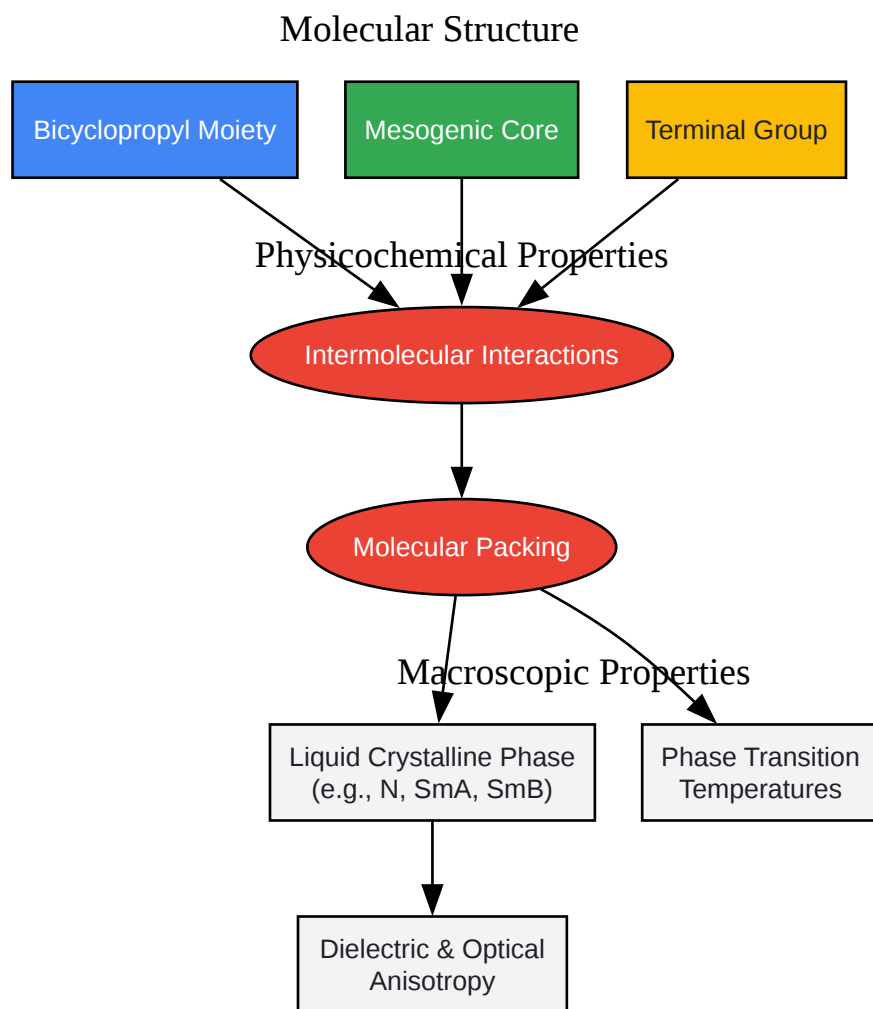 Molecular Structure
Bicyclopropyl Moiety
Mesogenic Core
Terminal Group
Physicochemical Properties
Intermolecular Interactions
Molecular Packing
Macroscopic Properties
Liquid Crystalline Phase
(e.g., N, SmA, SmB)
Phase Transition
Temperatures
Dielectric & Optical
Anisotropy